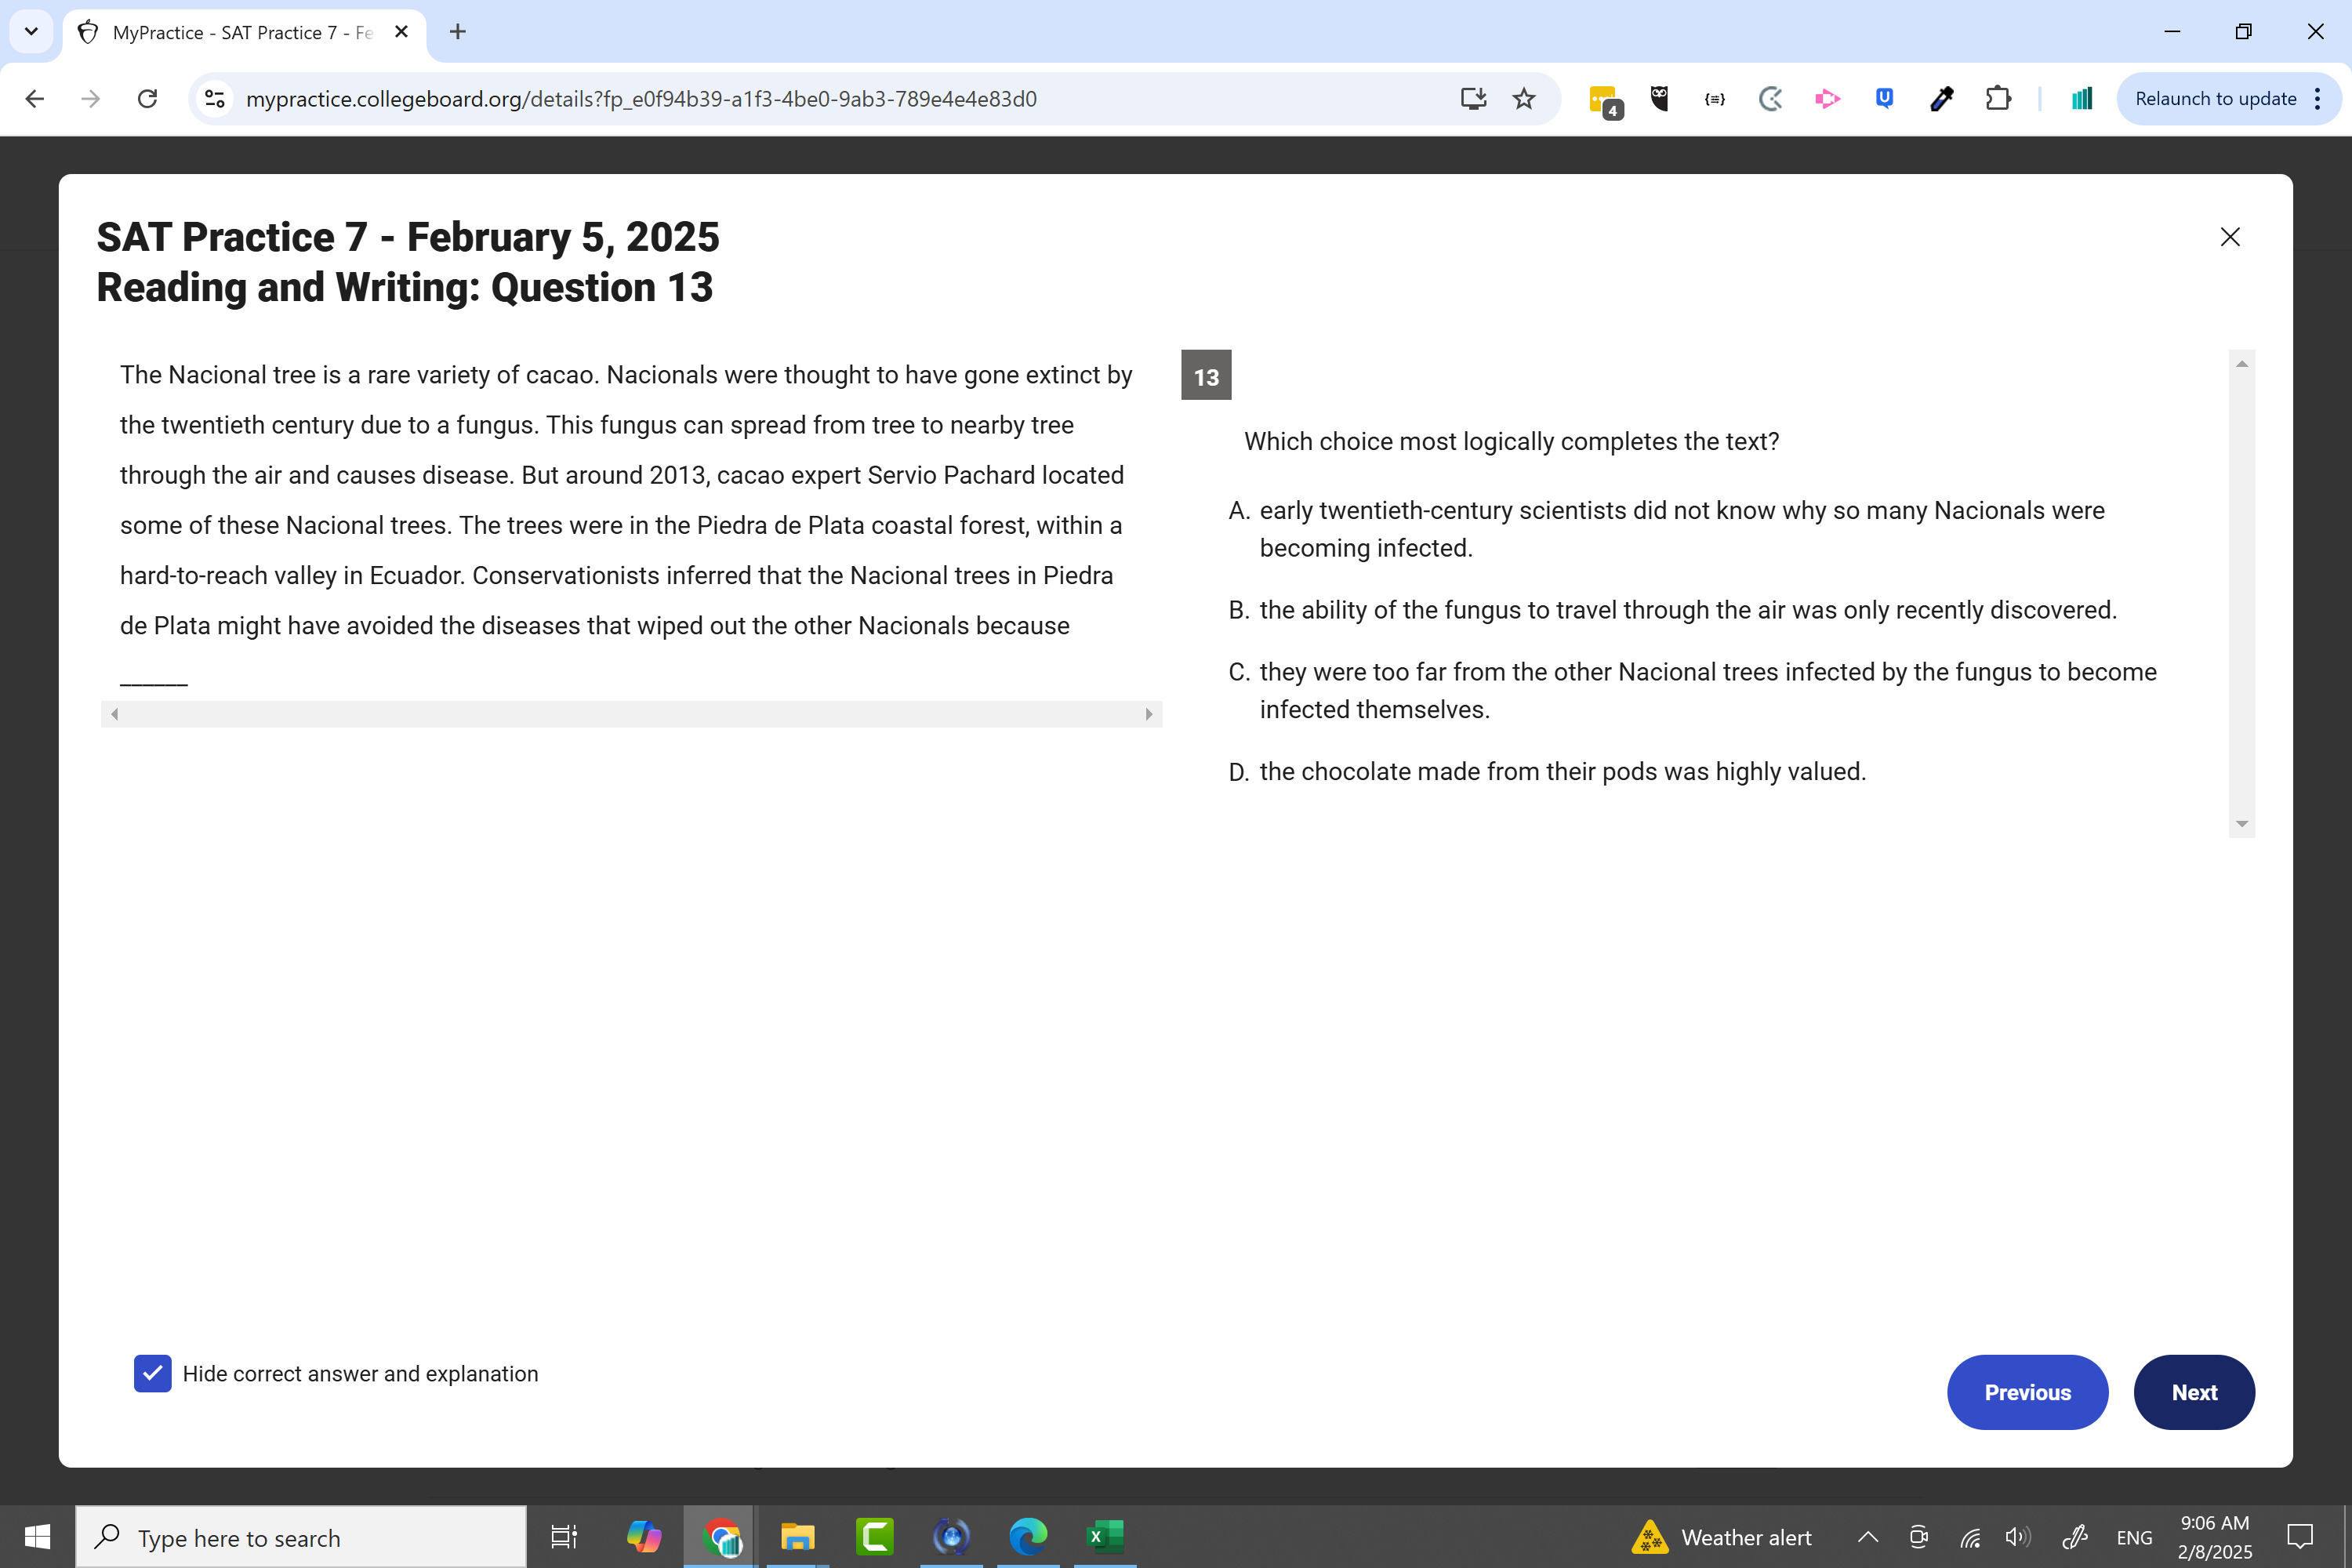 MyPractice - SAT Practice 7 - Fe
mypractice.collegeboard.org/details?fp_e0f94b39-a1f3-4be0-9ab3-789e4e4e83d0
4
Relaunch to update
SAT Practice 7 - February 5, 2025
Reading and Writing: Question 13
The Nacional tree is a rare variety of cacao. Nacionals were thought to have gone extinct by
the twentieth century due to a fungus. This fungus can spread from tree to nearby tree
through the air and causes disease. But around 2013, cacao expert Servio Pachard located
some of these Nacional trees. The trees were in the Piedra de Plata coastal forest, within a
hard-to-reach valley in Ecuador. Conservationists inferred that the Nacional trees in Piedra
de Plata might have avoided the diseases that wiped out the other Nacionals because
______
13
Which choice most logically completes the text?
A. early twentieth-century scientists did not know why so many Nacionals were
becoming infected.
B. the ability of the fungus to travel through the air was only recently discovered.
C. they were too far from the other Nacional trees infected by the fungus to become
infected themselves.
D. the chocolate made from their pods was highly valued.
Hide correct answer and explanation
Previous
Next
Type here to search
Weather alert
ENG
9:06 AM
2/8/2025